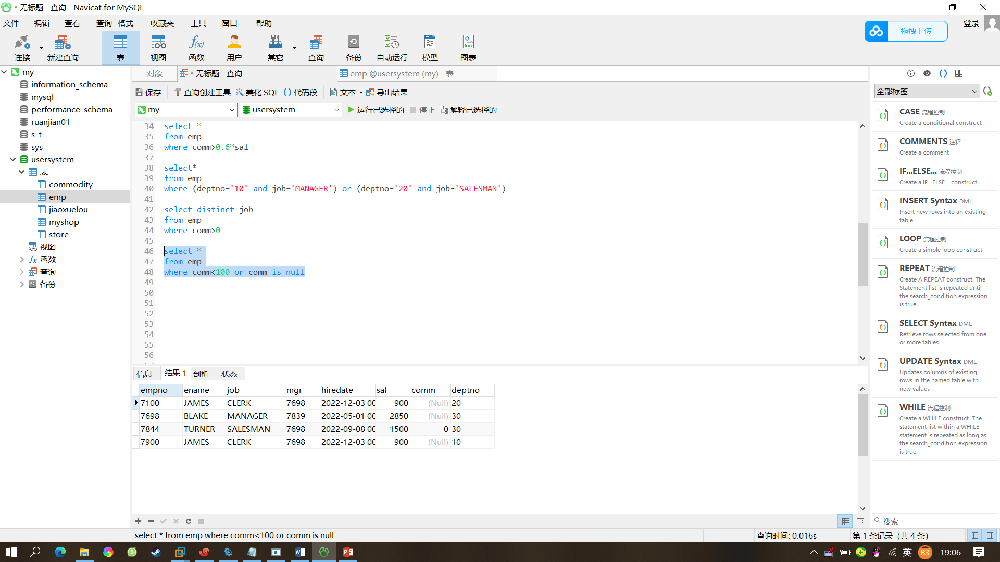 * 无标题 - 查询 - Navicat for MySQL
文件 编辑 查看 查询 格式 收藏夹 工具 窗口 帮助
登录
拖拽上传
连接 新建查询 表 视图 函数 用户 其它 查询 备份 自动运行 模型 图表
my
information_schema
mysql
performance_schema
ruanjian01
s_t
sys
usersystem
表
commodity
emp
jiaoxuelou
myshop
store
视图
函数
查询
备份
对象 * 无标题 - 查询 emp @usersystem (my) - 表
保存 查询创建工具 美化 SQL 代码段 文本 导出结果
my usersystem 运行已选择的 停止 解释已选择的
34 select *
35 from emp
36 where comm>0.6*sal
37
38 select*
39 from emp
40 where (deptno='10' and job='MANAGER') or (deptno='20' and job='SALESMAN')
41
42 select distinct job
43 from emp
44 where comm>0
45
46 select *
47 from emp
48 where comm<100 or comm is null
49
50
51
52
53
54
55
56
信息 结果 1 剖析 状态
empno ename job mgr hiredate sal comm deptno
7100 JAMES CLERK 7698 2022-12-03 00 900 (Null) 20
7698 BLAKE MANAGER 7839 2022-05-01 00 2850 (Null) 30
7844 TURNER SALESMAN 7698 2022-09-08 00 1500 0 30
7900 JAMES CLERK 7698 2022-12-03 00 900 (Null) 10
全部标签
CASE 流程控制
Create a conditional construct
COMMENTS 注释
Create a comment
IF...ELSE... 流程控制
Create a IF...ELSE... construct
INSERT Syntax DML
Insert new rows into an existing
table
LOOP 流程控制
Create a simple loop construct
REPEAT 流程控制
Create A REPEAT construct. The
Statement list is repeated until
the search_condition expression
is true.
SELECT Syntax DML
Retrieve rows selected from one
or more tables
UPDATE Syntax DML
Updates columns of existing
rows in the named table with
new values
WHILE 流程控制
Create a WHILE construct. The
statement list within a WHILE
statement is repeated as long as
the search_condition expression
is true.
搜索
select * from emp where comm<100 or comm is null 查询时间: 0.016s 第 1 条记录 (共 4 条)
英 83 19:06